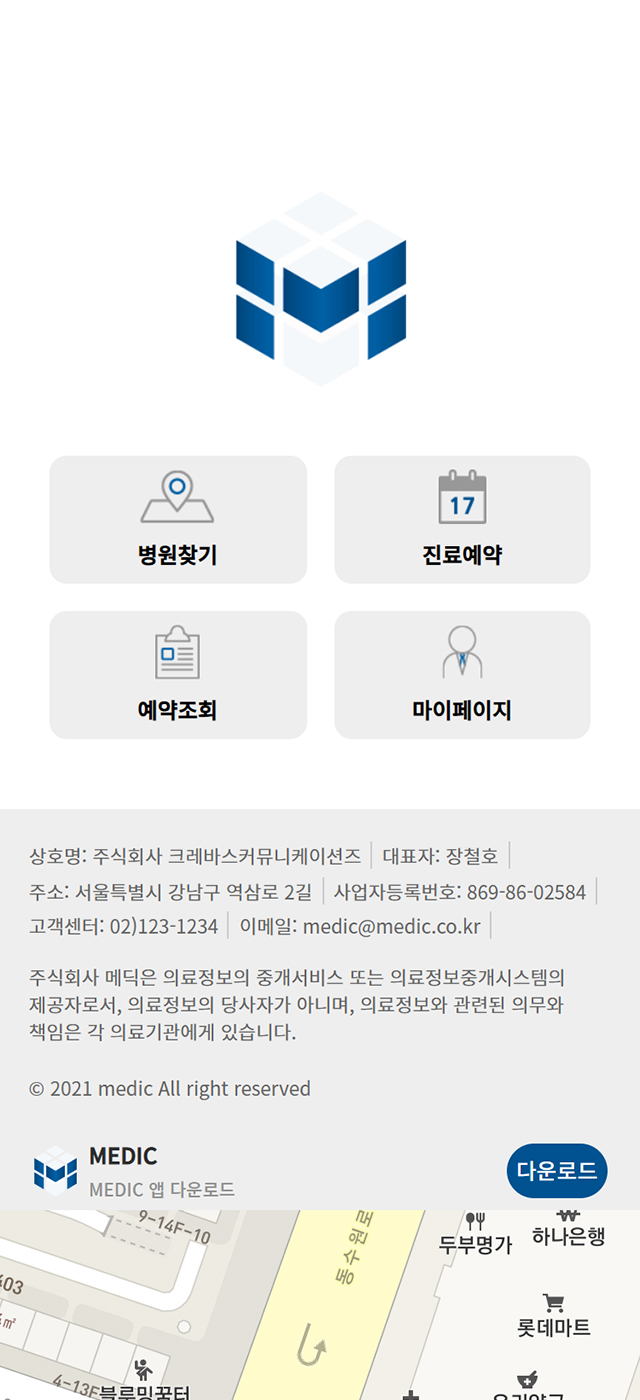 17
병원찾기
진료예약
예약조회
마이페이지
상호명: 주식회사 크레바스커뮤니케이션즈
대표자: 장철호
주소: 서울특별시 강남구 역삼로 2길
사업자등록번호: 869-86-02584
고객센터: 02)123-1234
이메일: medic@medic.co.kr
주식회사 메딕은 의료정보의 중개서비스 또는 의료정보중개시스템의
제공자로서, 의료정보의 당사자가 아니며, 의료정보와 관련된 의무와
책임은 각 의료기관에게 있습니다.
© 2021 medic All right reserved
MEDIC
MEDIC 앱 다운로드
다운로드
9-14F-10
동수원로
두부명가
하나은행
롯데마트
4-13F
블루밍꿈터